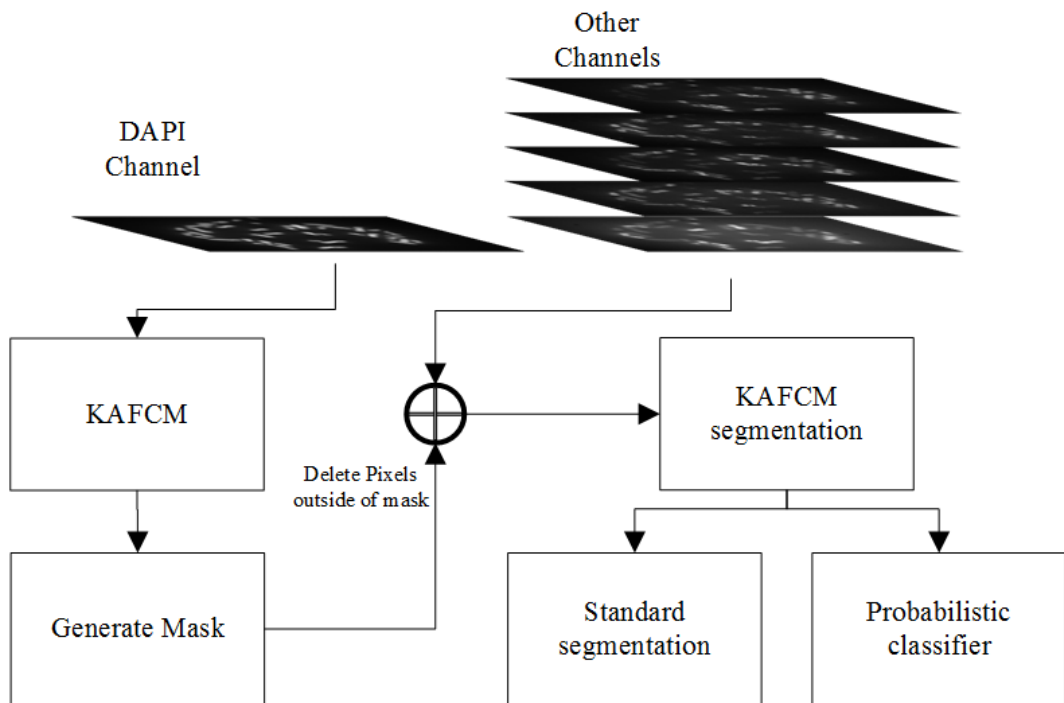 Other
Channels
DAPI
Channel
KAFCM
KAFCM
segmentation
Delete Pixels
outside of mask
Generate Mask
Standard
segmentation
Probabilistic
classifier